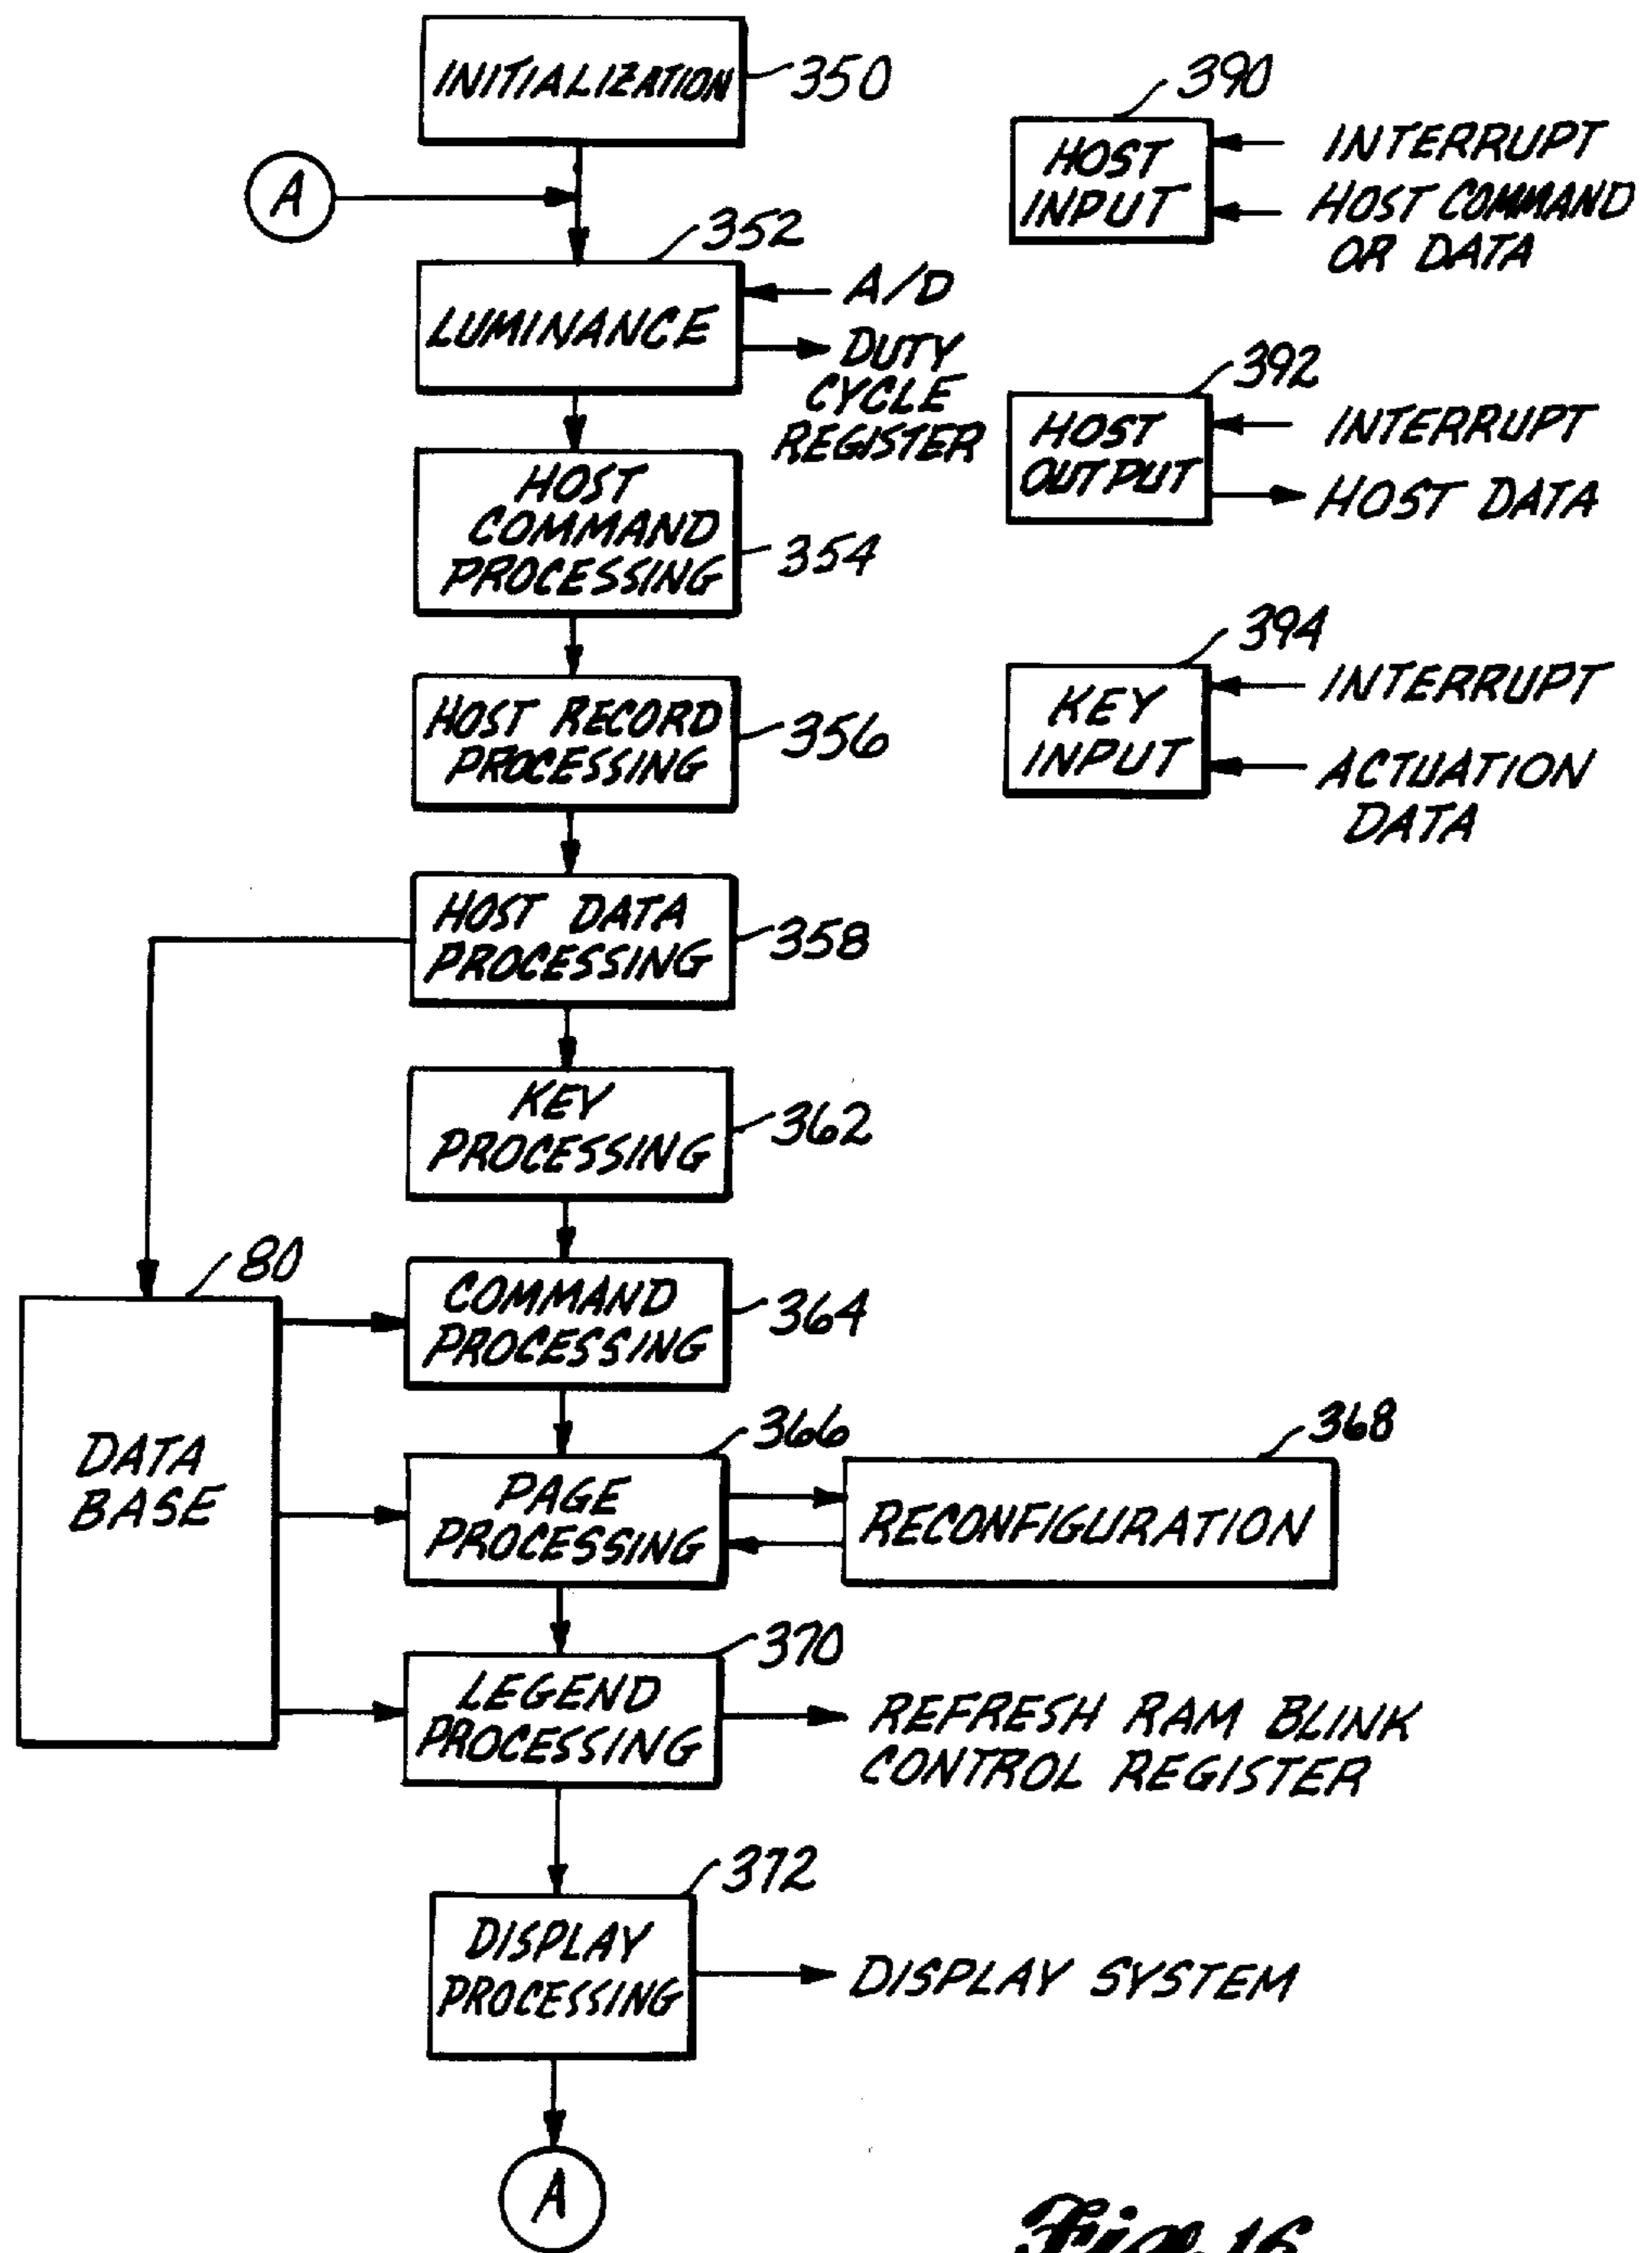 INITIALIZATION
350
A
352
LUMINANCE
A/D
DUTY
CYCLE
REGISTER
HOST
COMMAND
PROCESSING
354
HOST RECORD
PROCESSING
356
HOST DATA
PROCESSING
358
KEY
PROCESSING
362
80
DATA
BASE
COMMAND
PROCESSING
364
366
PAGE
PROCESSING
368
RECONFIGURATION
370
LEGEND
PROCESSING
REFRESH RAM BLINK
CONTROL REGISTER
372
DISPLAY
PROCESSING
DISPLAY SYSTEM
A
390
HOST
INPUT
INTERRUPT
HOST COMMAND
OR DATA
392
HOST
OUTPUT
INTERRUPT
HOST DATA
394
KEY
INPUT
INTERRUPT
ACTUATION
DATA
Fig. 16